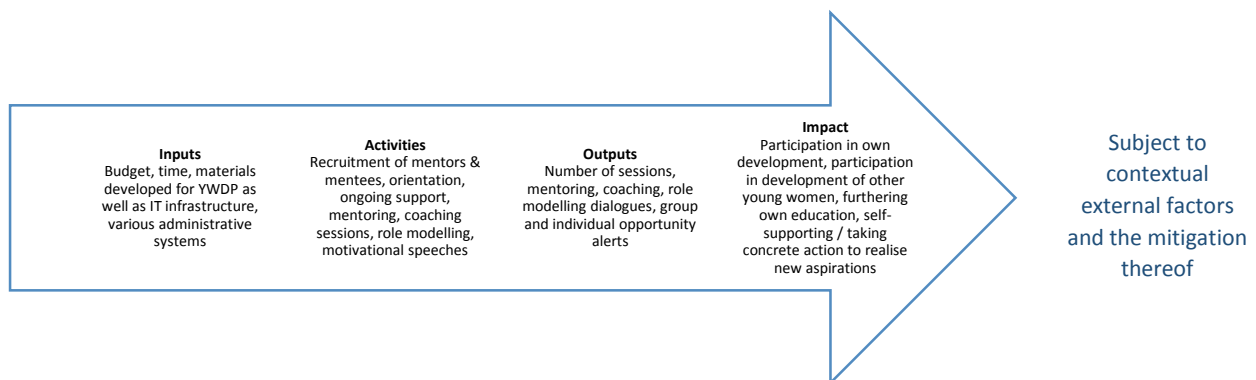 Inputs
Budget, time, materials
developed for YWDP as
well as IT infrastructure,
various administrative
systems
Activities
Recruitment of mentors &
mentees, orientation,
ongoing support,
mentoring, coaching
sessions, role modelling,
motivational speeches
Outputs
Number of sessions,
mentoring, coaching, role
modelling dialogues, group
and individual opportunity
alerts
Impact
Participation in own
development, participation
in development of other
young women, furthering
own education, self-
supporting / taking
concrete action to realise
new aspirations
Subject to
contextual
external factors
and the mitigation
thereof